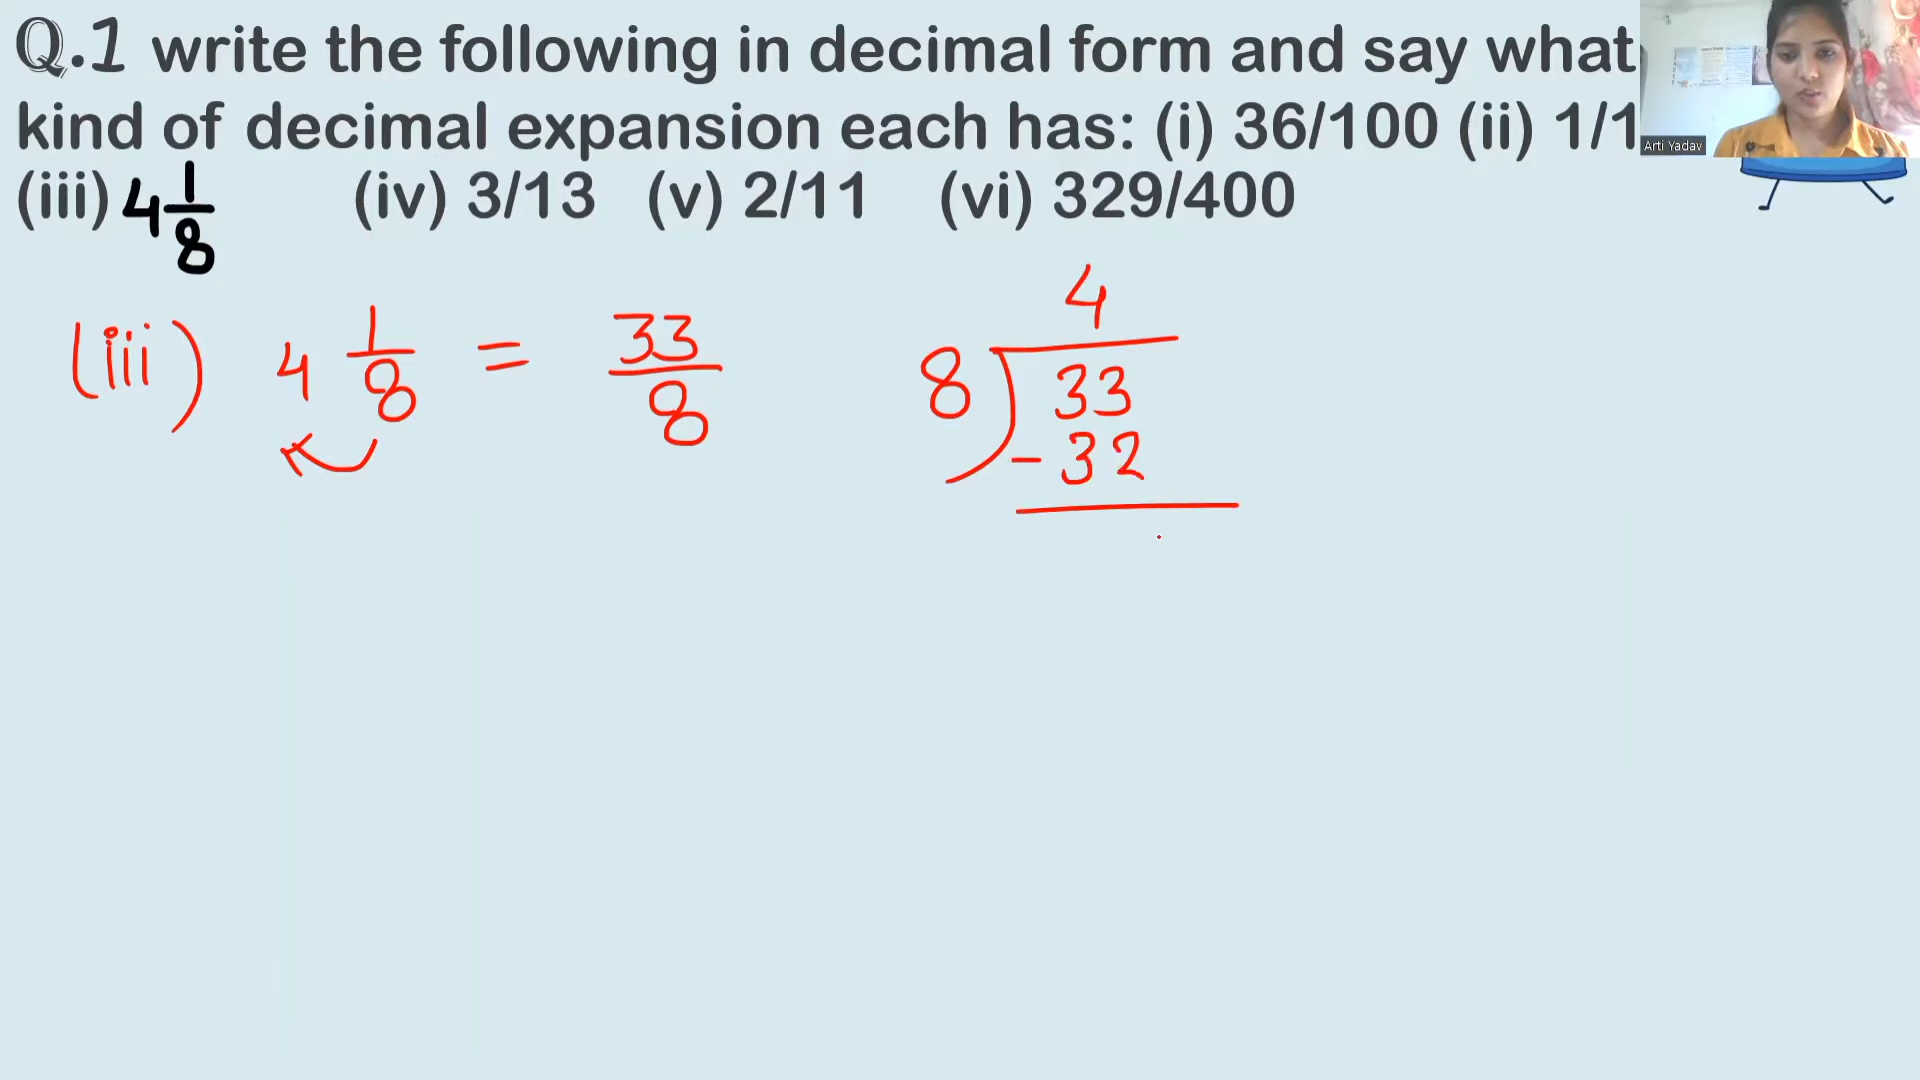 Q.1 write the following in decimal form and say what
kind of decimal expansion each has: (i) 36/100 (ii) 1/1
Arti Yadav
(iii) 4 1/8 (iv) 3/13 (v) 2/11 (vi) 329/400
(iii) 4 1/8 = 33/8
4
8) 33
- 32